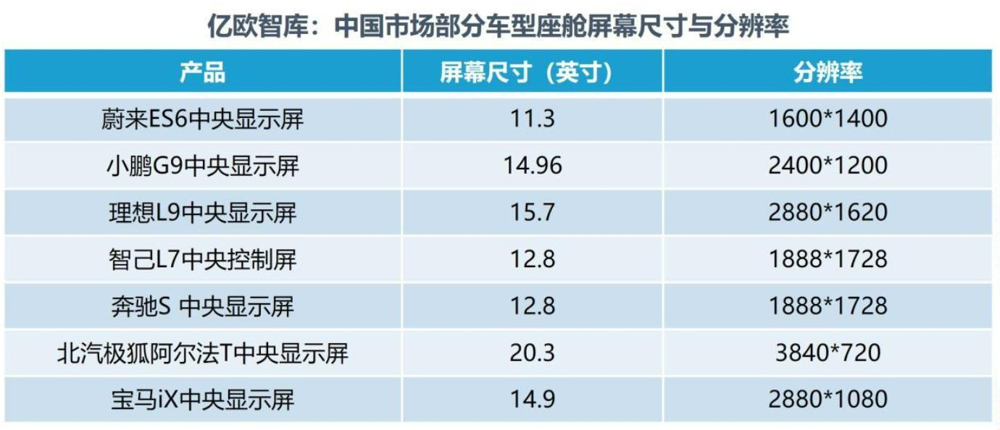 亿欧智库：中国市场部分车型座舱屏幕尺寸与分辨率
产品 屏幕尺寸（英寸） 分辨率
蔚来ES6中央显示屏 11.3 1600*1400
小鹏G9中央显示屏 14.96 2400*1200
理想L9中央显示屏 15.7 2880*1620
智己L7中央控制屏 12.8 1888*1728
奔驰S 中央显示屏 12.8 1888*1728
北汽极狐阿尔法T中央显示屏 20.3 3840*720
宝马iX中央显示屏 14.9 2880*1080